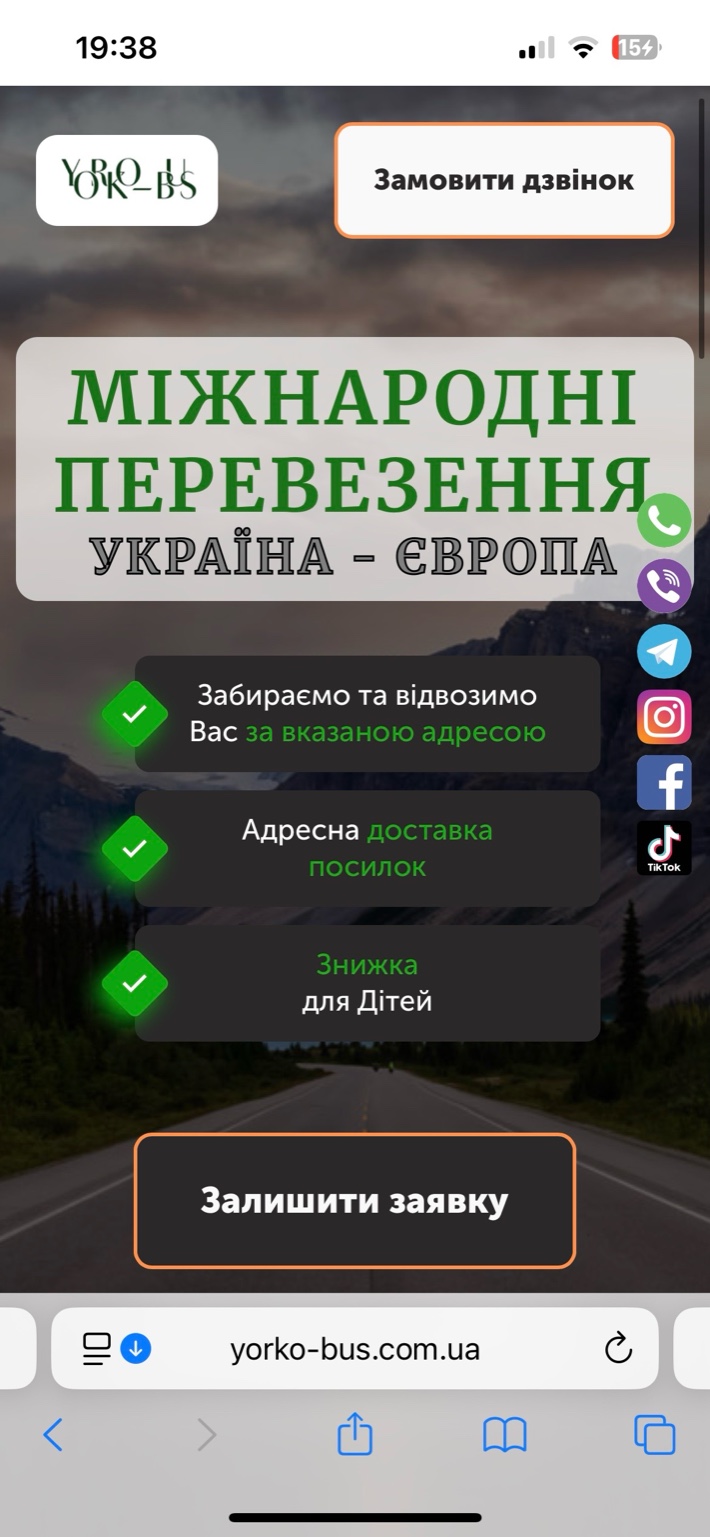 19:38
15
YORKO-BUS
Замовити дзвінок
МІЖНАРОДНІ
ПЕРЕВЕЗЕННЯ
УКРАЇНА – ЄВРОПА
Забираємо та відвозимо
Вас за вказаною адресою
Адресна доставка
посилок
TikTok
Знижка
для Дітей
Залишити заявку
yorko-bus.com.ua